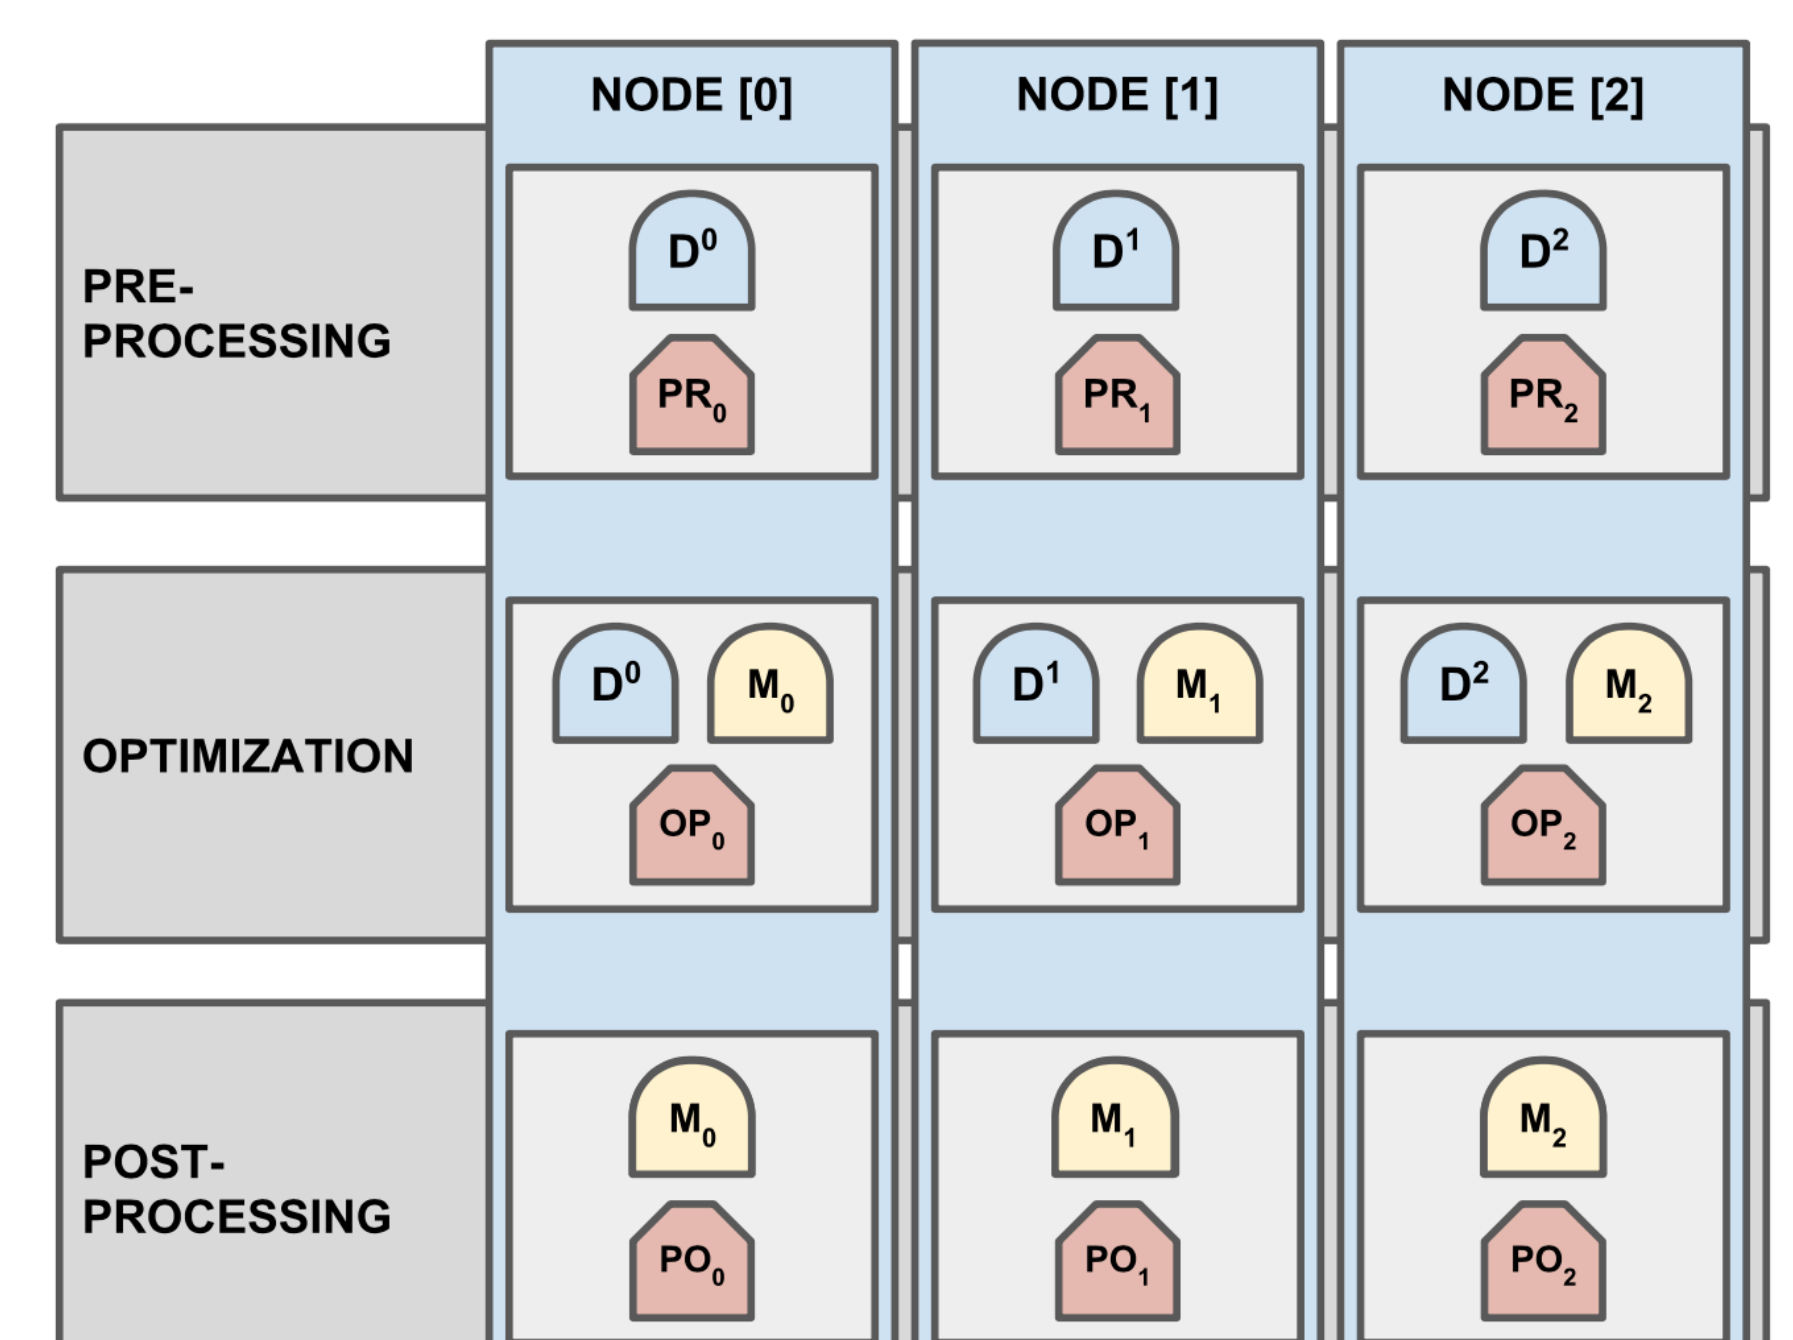 NODE [0] NODE [1] NODE [2]
PRE-
PROCESSING
D⁰ D¹ D²
PR₀ PR₁ PR₂
OPTIMIZATION
D⁰ M₀ D¹ M₁ D² M₂
OP₀ OP₁ OP₂
POST-
PROCESSING
M₀ M₁ M₂
PO₀ PO₁ PO₂